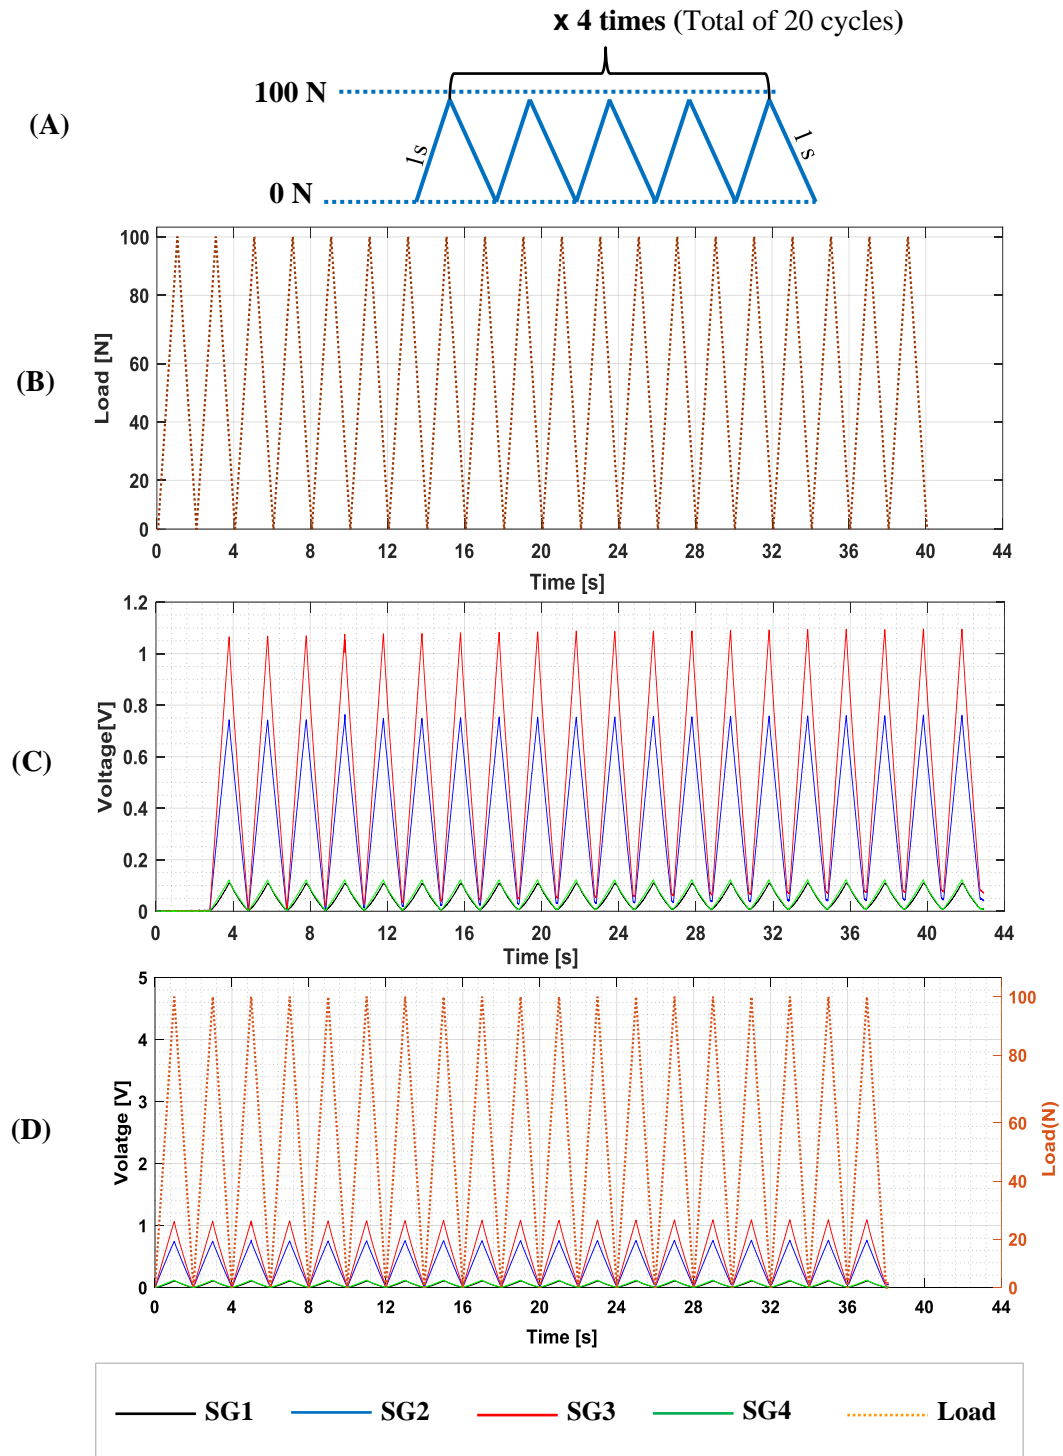 x 4 times (Total of 20 cycles)
100 N
(A)
1s
1 s
0 N
100
80
60
40
20
0
Load [N]
(B)
0 4 8 12 16 20 24 28 32 36 40 44
Time [s]
1.2
1
0.8
0.6
0.4
0.2
0
Voltage[V]
(C)
0 4 8 12 16 20 24 28 32 36 40 44
Time [s]
5
4
3
2
1
0
Volatge [V]
(D)
100
80
60
40
20
0
Load(N)
0 4 8 12 16 20 24 28 32 36 40 44
Time [s]
SG1 SG2 SG3 SG4 Load